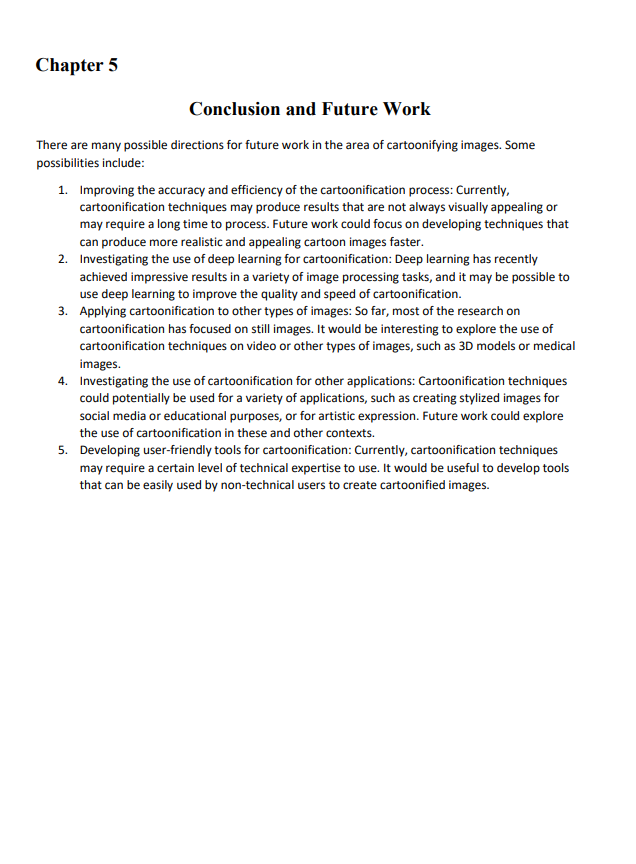 Chapter 5
Conclusion and Future Work
There are many possible directions for future work in the area of cartoonifying images. Some
possibilities include:
1. Improving the accuracy and efficiency of the cartoonification process: Currently,
cartoonification techniques may produce results that are not always visually appealing or
may require a long time to process. Future work could focus on developing techniques that
can produce more realistic and appealing cartoon images faster.
2. Investigating the use of deep learning for cartoonification: Deep learning has recently
achieved impressive results in a variety of image processing tasks, and it may be possible to
use deep learning to improve the quality and speed of cartoonification.
3. Applying cartoonification to other types of images: So far, most of the research on
cartoonification has focused on still images. It would be interesting to explore the use of
cartoonification techniques on video or other types of images, such as 3D models or medical
images.
4. Investigating the use of cartoonification for other applications: Cartoonification techniques
could potentially be used for a variety of applications, such as creating stylized images for
social media or educational purposes, or for artistic expression. Future work could explore
the use of cartoonification in these and other contexts.
5. Developing user-friendly tools for cartoonification: Currently, cartoonification techniques
may require a certain level of technical expertise to use. It would be useful to develop tools
that can be easily used by non-technical users to create cartoonified images.